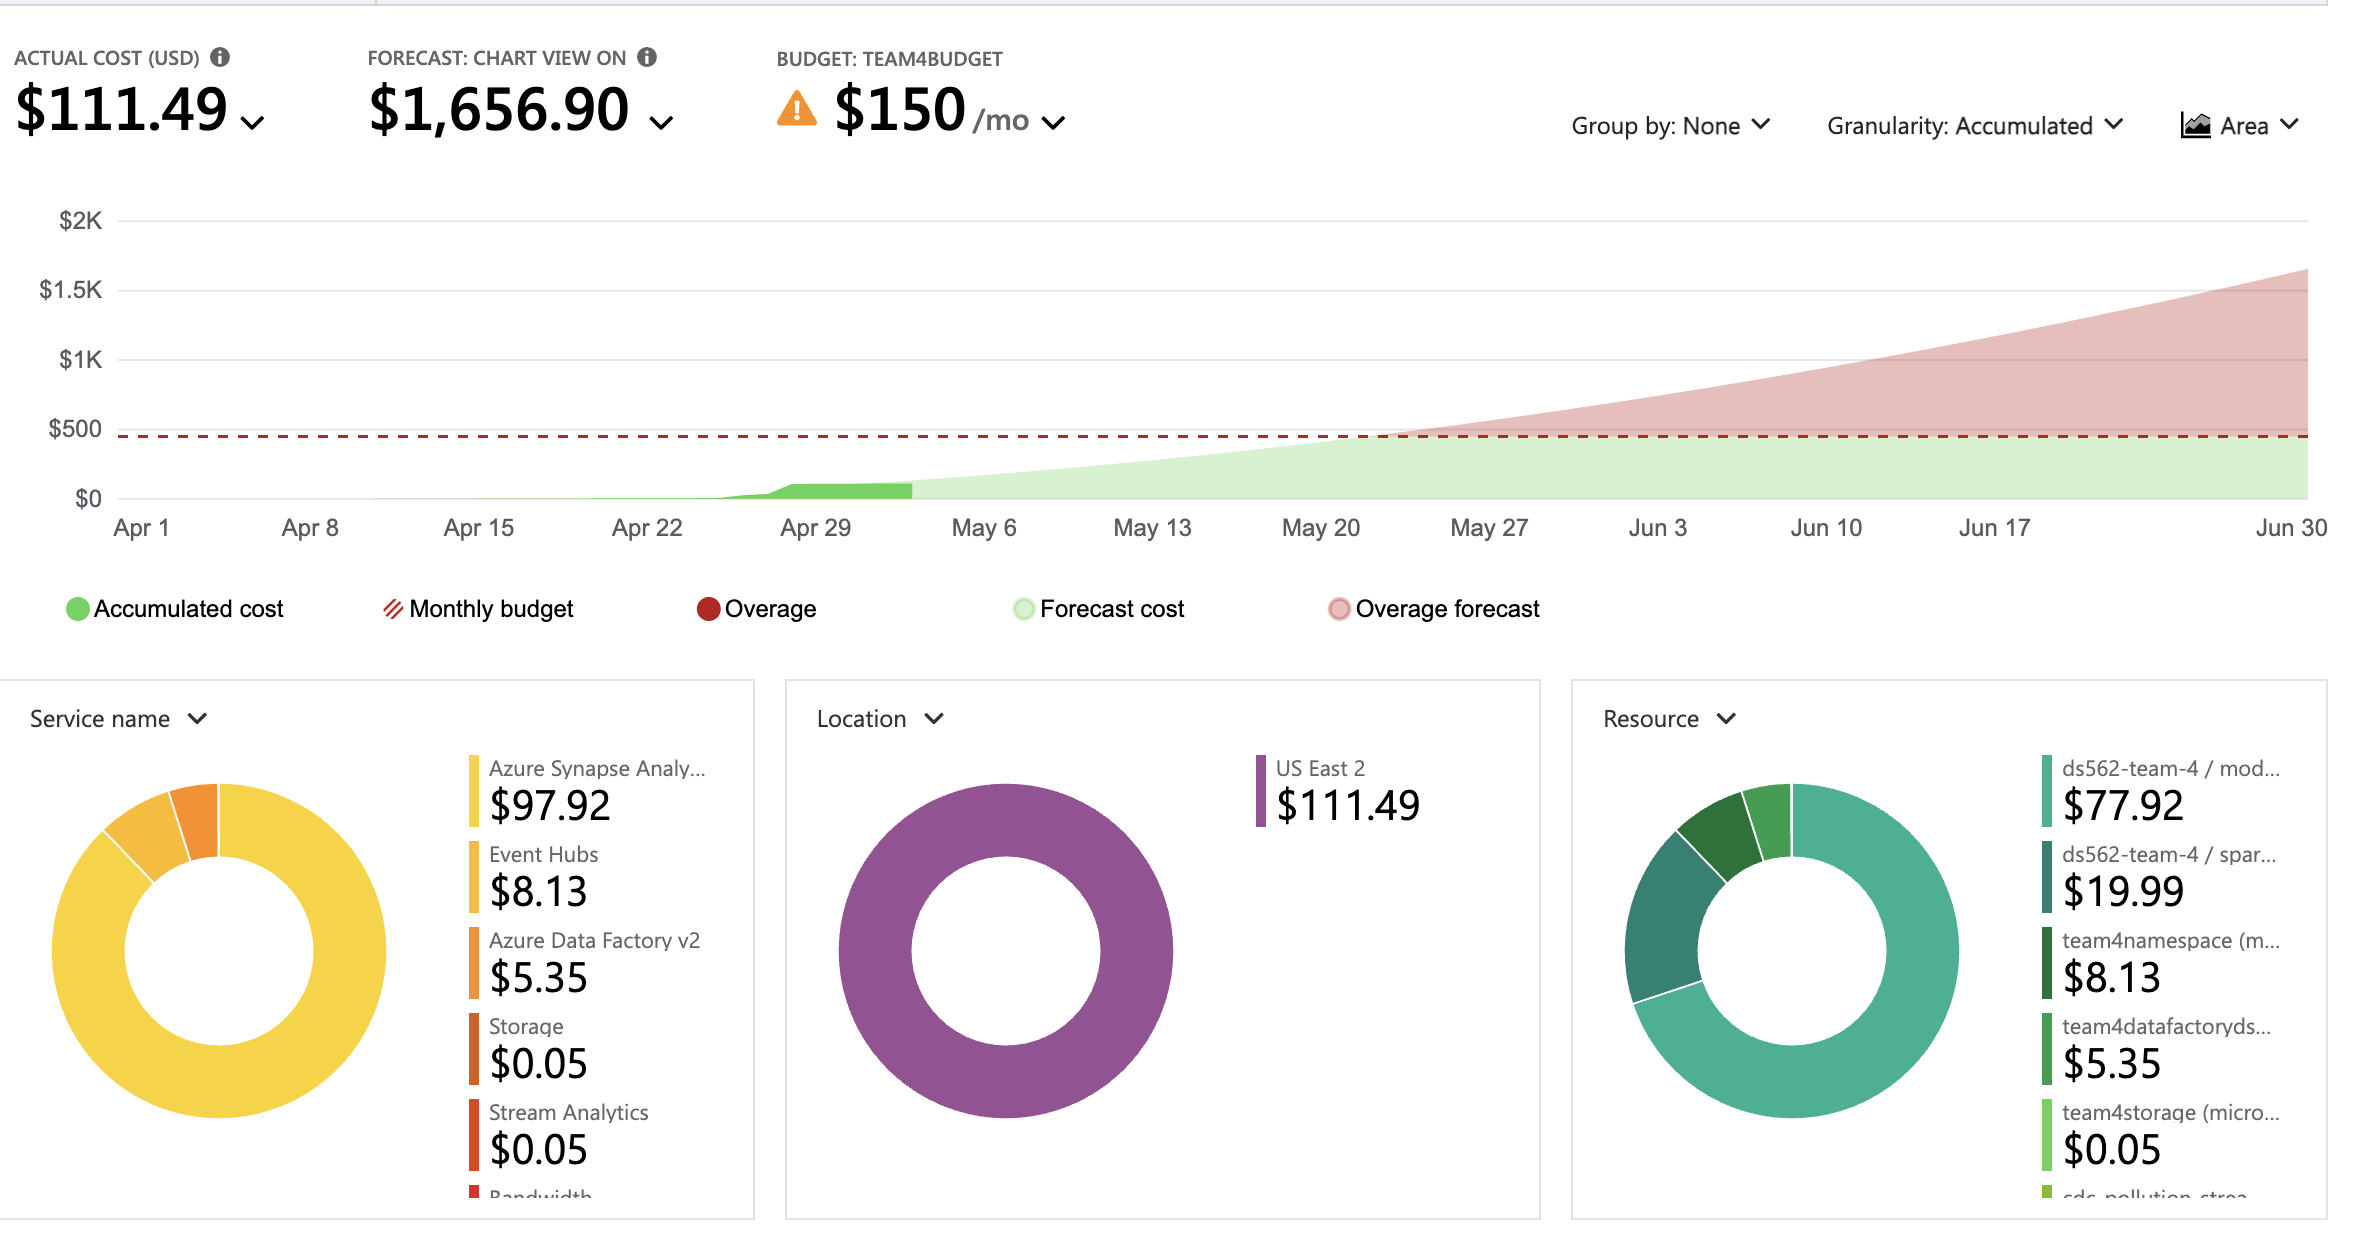 ACTUAL COST (USD)
$111.49
FORECAST: CHART VIEW ON
$1,656.90
BUDGET: TEAM4BUDGET
$150 /mo
Group by: None
Granularity: Accumulated
Area
$2K
$1.5K
$1K
$500
$0
Apr 1
Apr 8
Apr 15
Apr 22
Apr 29
May 6
May 13
May 20
May 27
Jun 3
Jun 10
Jun 17
Jun 30
Accumulated cost
Monthly budget
Overage
Forecast cost
Overage forecast
Service name
Azure Synapse Analy...
$97.92
Event Hubs
$8.13
Azure Data Factory v2
$5.35
Storage
$0.05
Stream Analytics
$0.05
Bandwidth
Location
US East 2
$111.49
Resource
ds562-team-4 / mod...
$77.92
ds562-team-4 / spar...
$19.99
team4namespace (m...
$8.13
team4datafactoryds...
$5.35
team4storage (micro...
$0.05
cdc-pollution-strea...